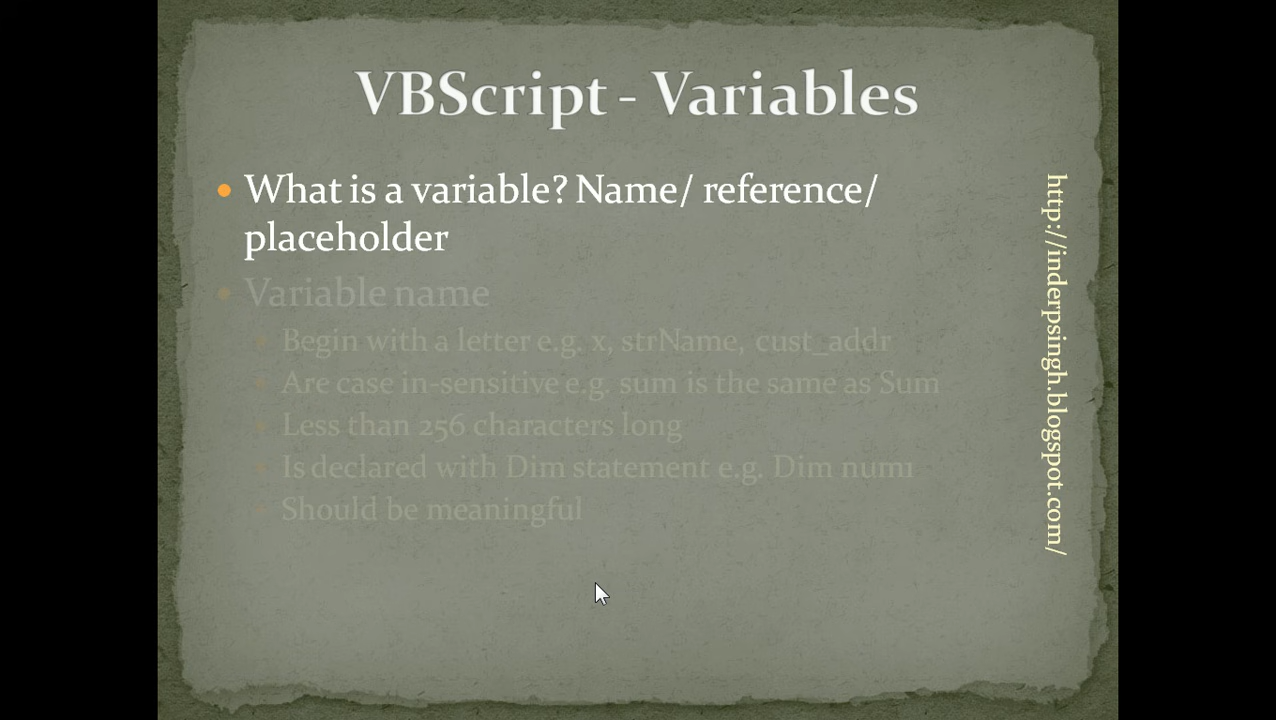 VBScript - Variables
What is a variable? Name/ reference/
placeholder
Variable name
Begin with a letter e.g. x, strName, cust_addr
Are case in-sensitive e.g. sum is the same as Sum
Less than 256 characters long
Is declared with Dim statement e.g. Dim num1
Should be meaningful
http://inderpsingh.blogspot.com/